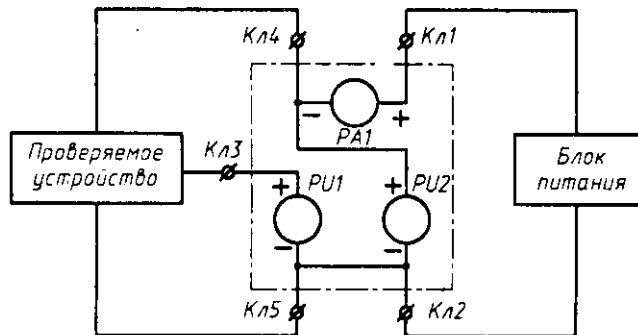 Кл4
Кл1
−
+
PA1
Проверяемое
устройство
Кл3
+
PU1
−
+
PU2
−
Блок
питания
Кл5
Кл2